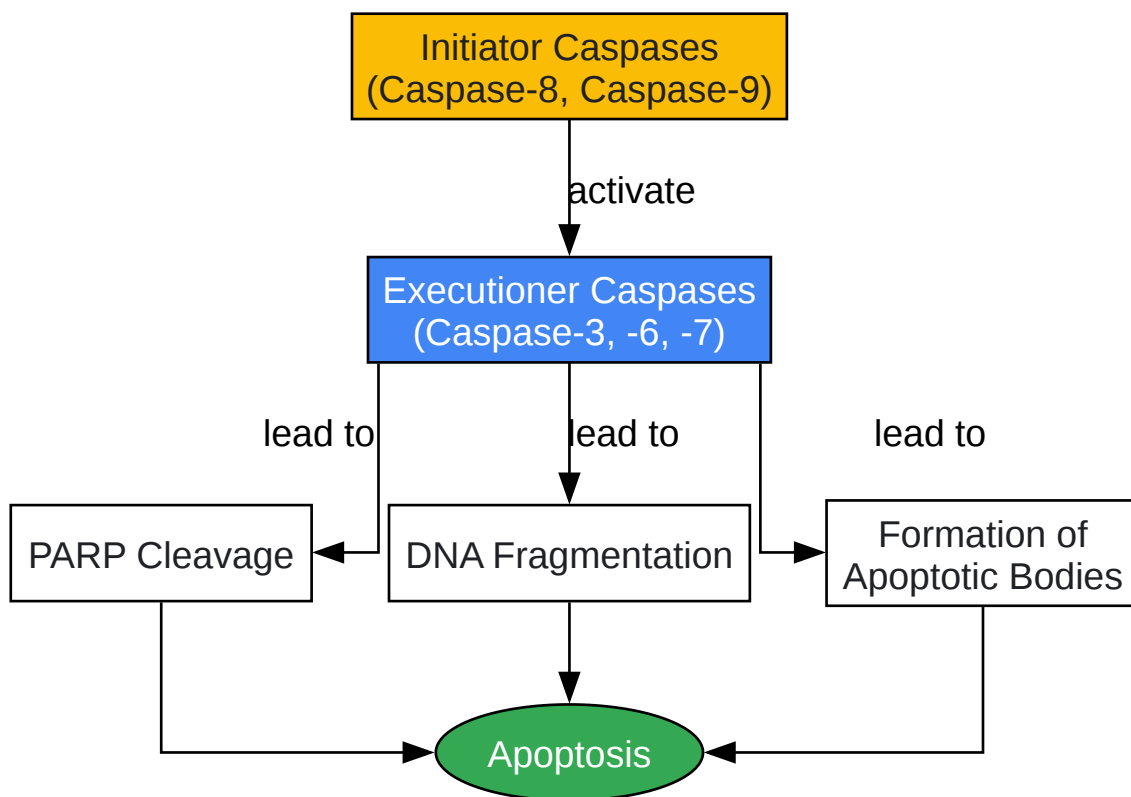 Initiator Caspases
(Caspase-8, Caspase-9)
activate
Executioner Caspases
(Caspase-3, -6, -7)
lead to
lead to
lead to
PARP Cleavage
DNA Fragmentation
Formation of
Apoptotic Bodies
Apoptosis